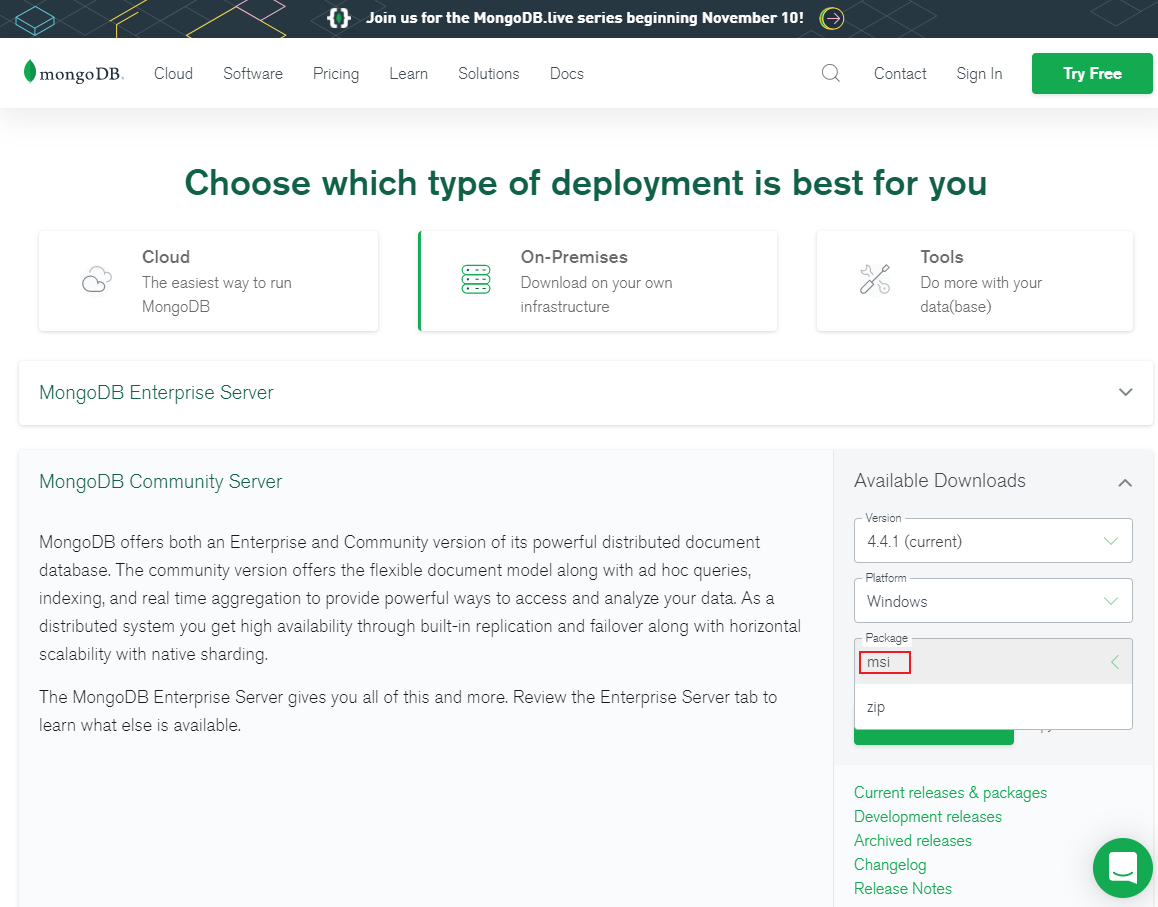 Join us for the MongoDB.live series beginning November 10!
mongoDB.
Cloud
Software
Pricing
Learn
Solutions
Docs
Contact
Sign In
Try Free
Choose which type of deployment is best for you
Cloud
The easiest way to run
MongoDB
On-Premises
Download on your own
infrastructure
Tools
Do more with your
data(base)
MongoDB Enterprise Server
MongoDB Community Server
MongoDB offers both an Enterprise and Community version of its powerful distributed document
database. The community version offers the flexible document model along with ad hoc queries,
indexing, and real time aggregation to provide powerful ways to access and analyze your data. As a
distributed system you get high availability through built-in replication and failover along with horizontal
scalability with native sharding.
The MongoDB Enterprise Server gives you all of this and more. Review the Enterprise Server tab to
learn what else is available.
Available Downloads
Version
4.4.1 (current)
Platform
Windows
Package
msi
zip
Current releases & packages
Development releases
Archived releases
Changelog
Release Notes